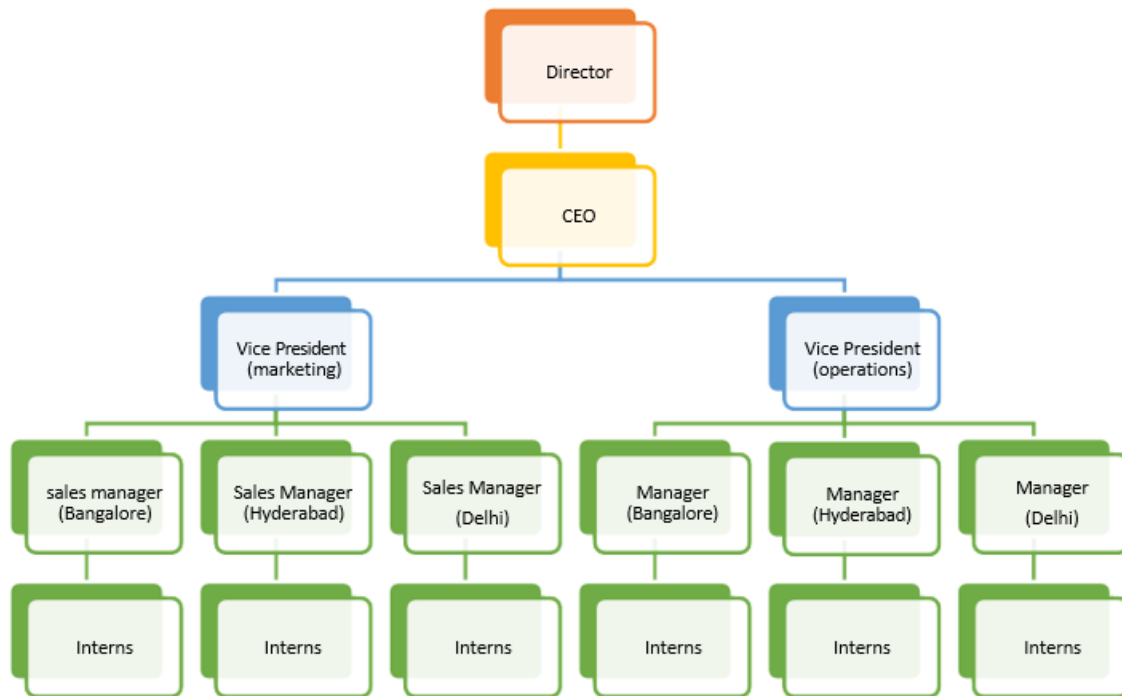 Director
CEO
Vice President
(marketing)
Vice President
(operations)
sales manager
(Bangalore)
Sales Manager
(Hyderabad)
Sales Manager
(Delhi)
Manager
(Bangalore)
Manager
(Hyderabad)
Manager
(Delhi)
Interns
Interns
Interns
Interns
Interns
Interns